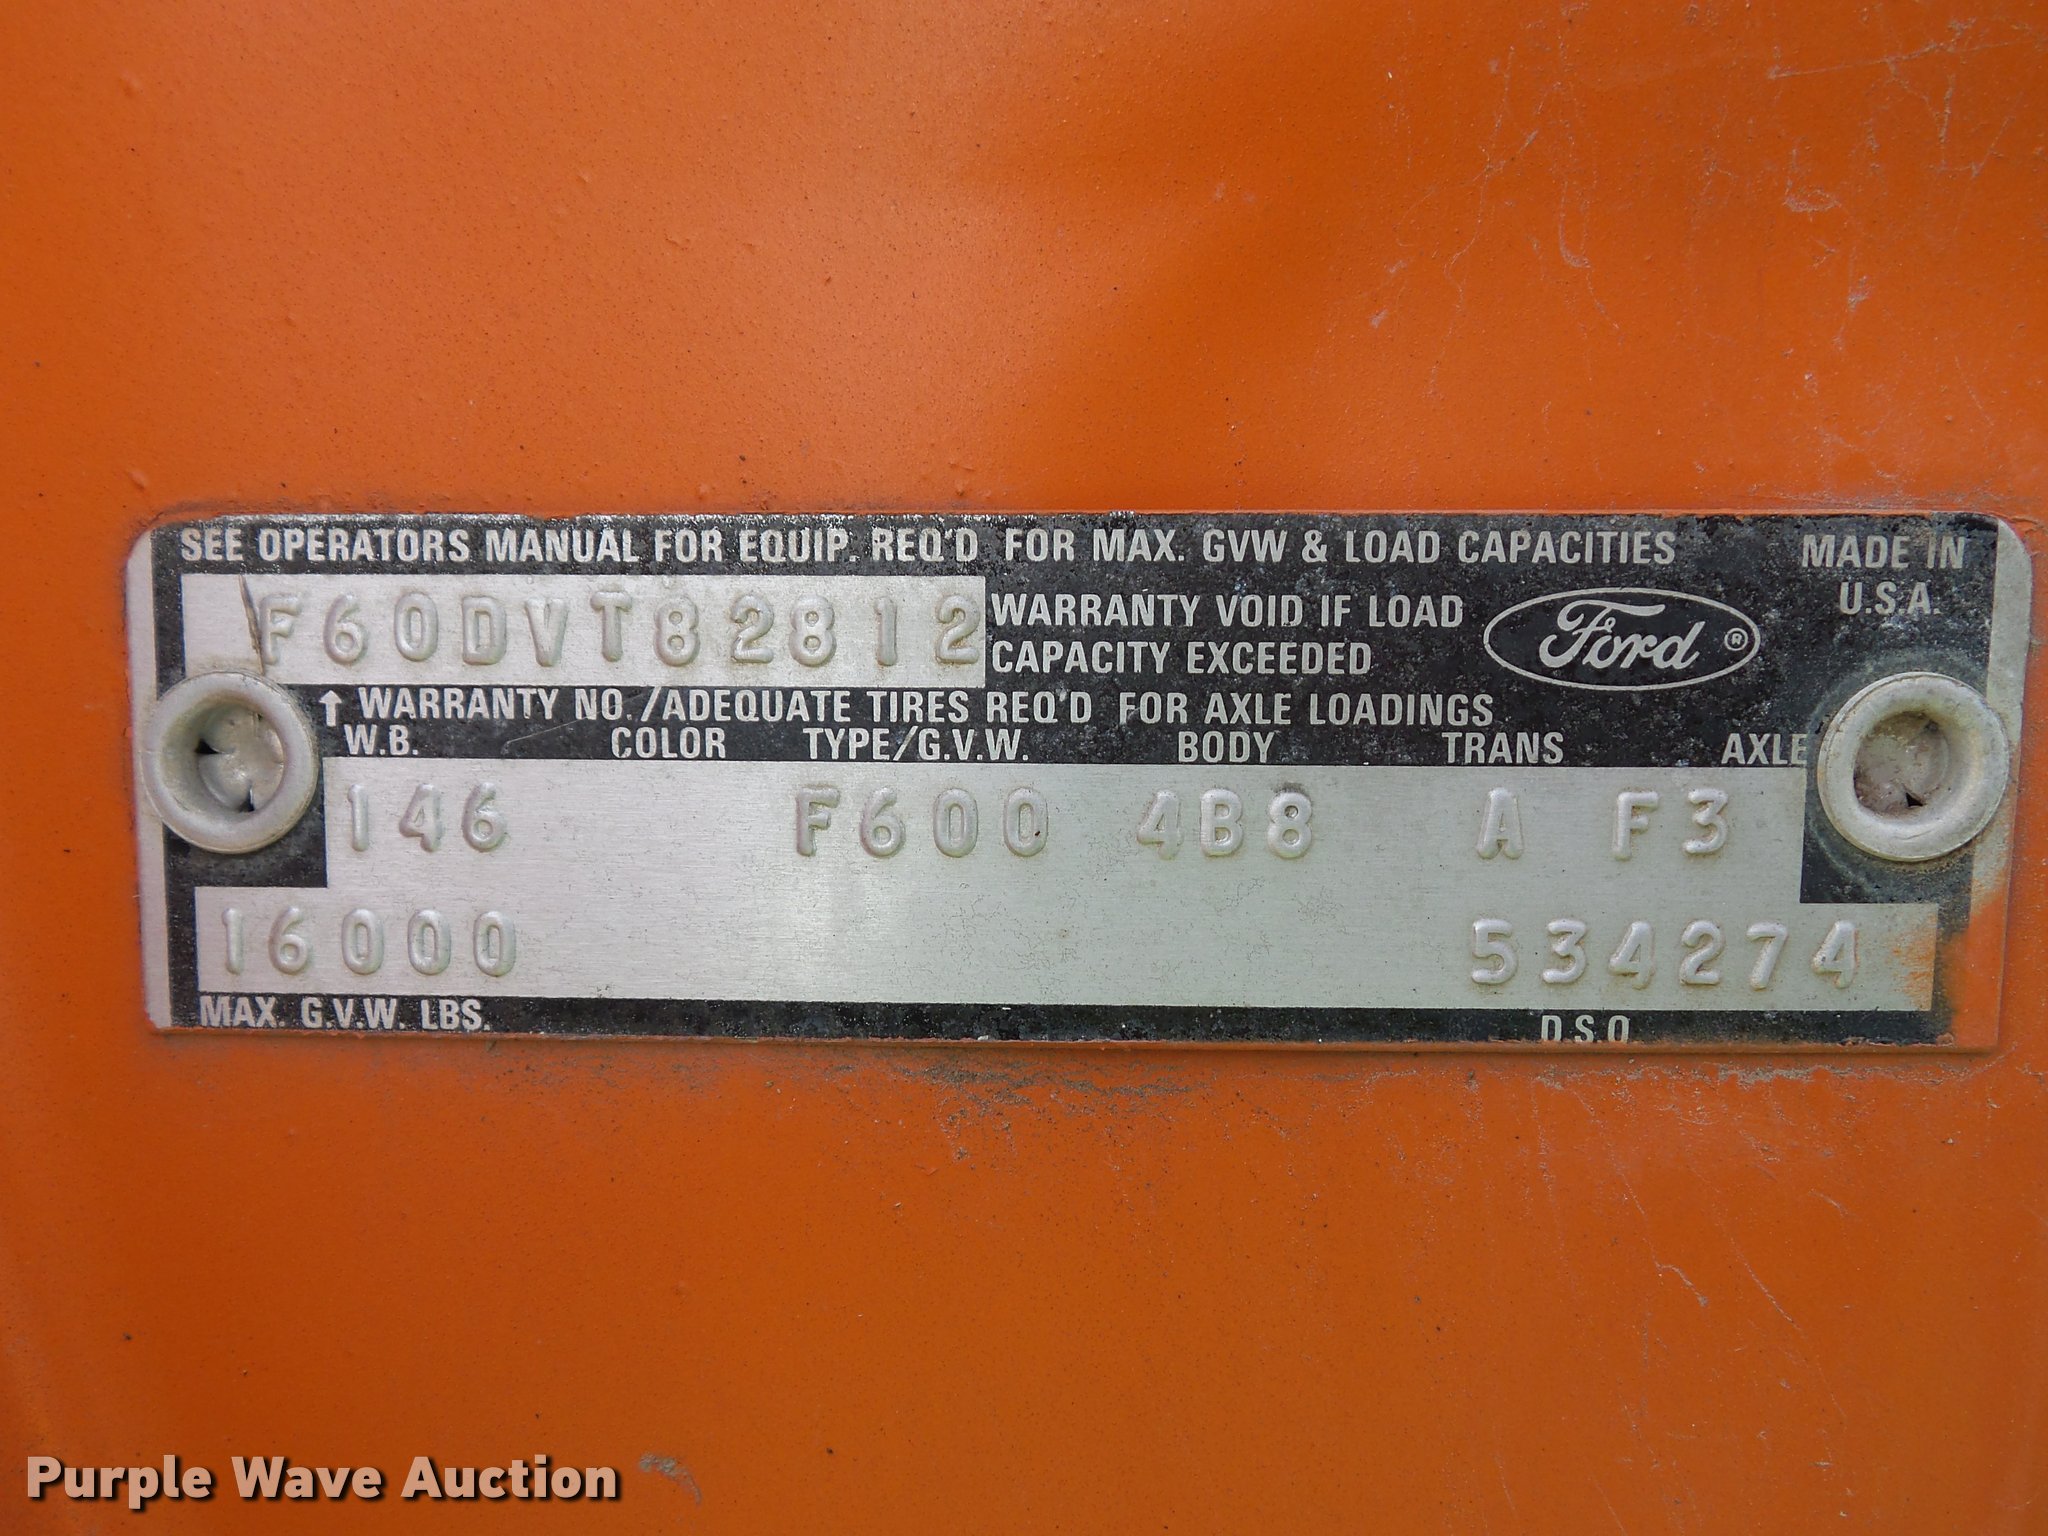 SEE OPERATORS MANUAL FOR EQUIP. REQ'D FOR MAX. GVW & LOAD CAPACITIES
MADE IN
U.S.A.
F60DVT82812
WARRANTY VOID IF LOAD
CAPACITY EXCEEDED
Ford ®
↑ WARRANTY NO./ADEQUATE TIRES REQ'D FOR AXLE LOADINGS
W.B. COLOR TYPE/G.V.W. BODY TRANS AXLE
146 F600 4B8 A F3
16000 534274
MAX. G.V.W. LBS. D.S.O
Purple Wave Auction